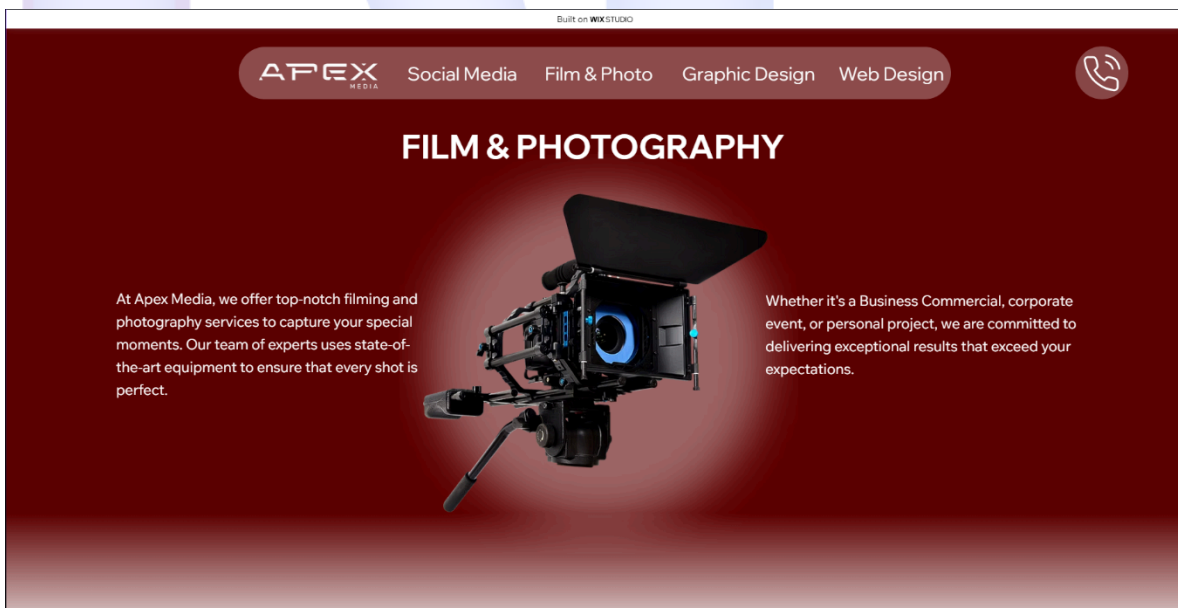 Built on WIX STUDIO
APEX
MEDIA
Social Media
Film & Photo
Graphic Design
Web Design
FILM & PHOTOGRAPHY
At Apex Media, we offer top-notch filming and
photography services to capture your special
moments. Our team of experts uses state-of-
the-art equipment to ensure that every shot is
perfect.
Whether it's a Business Commercial, corporate
event, or personal project, we are committed to
delivering exceptional results that exceed your
expectations.